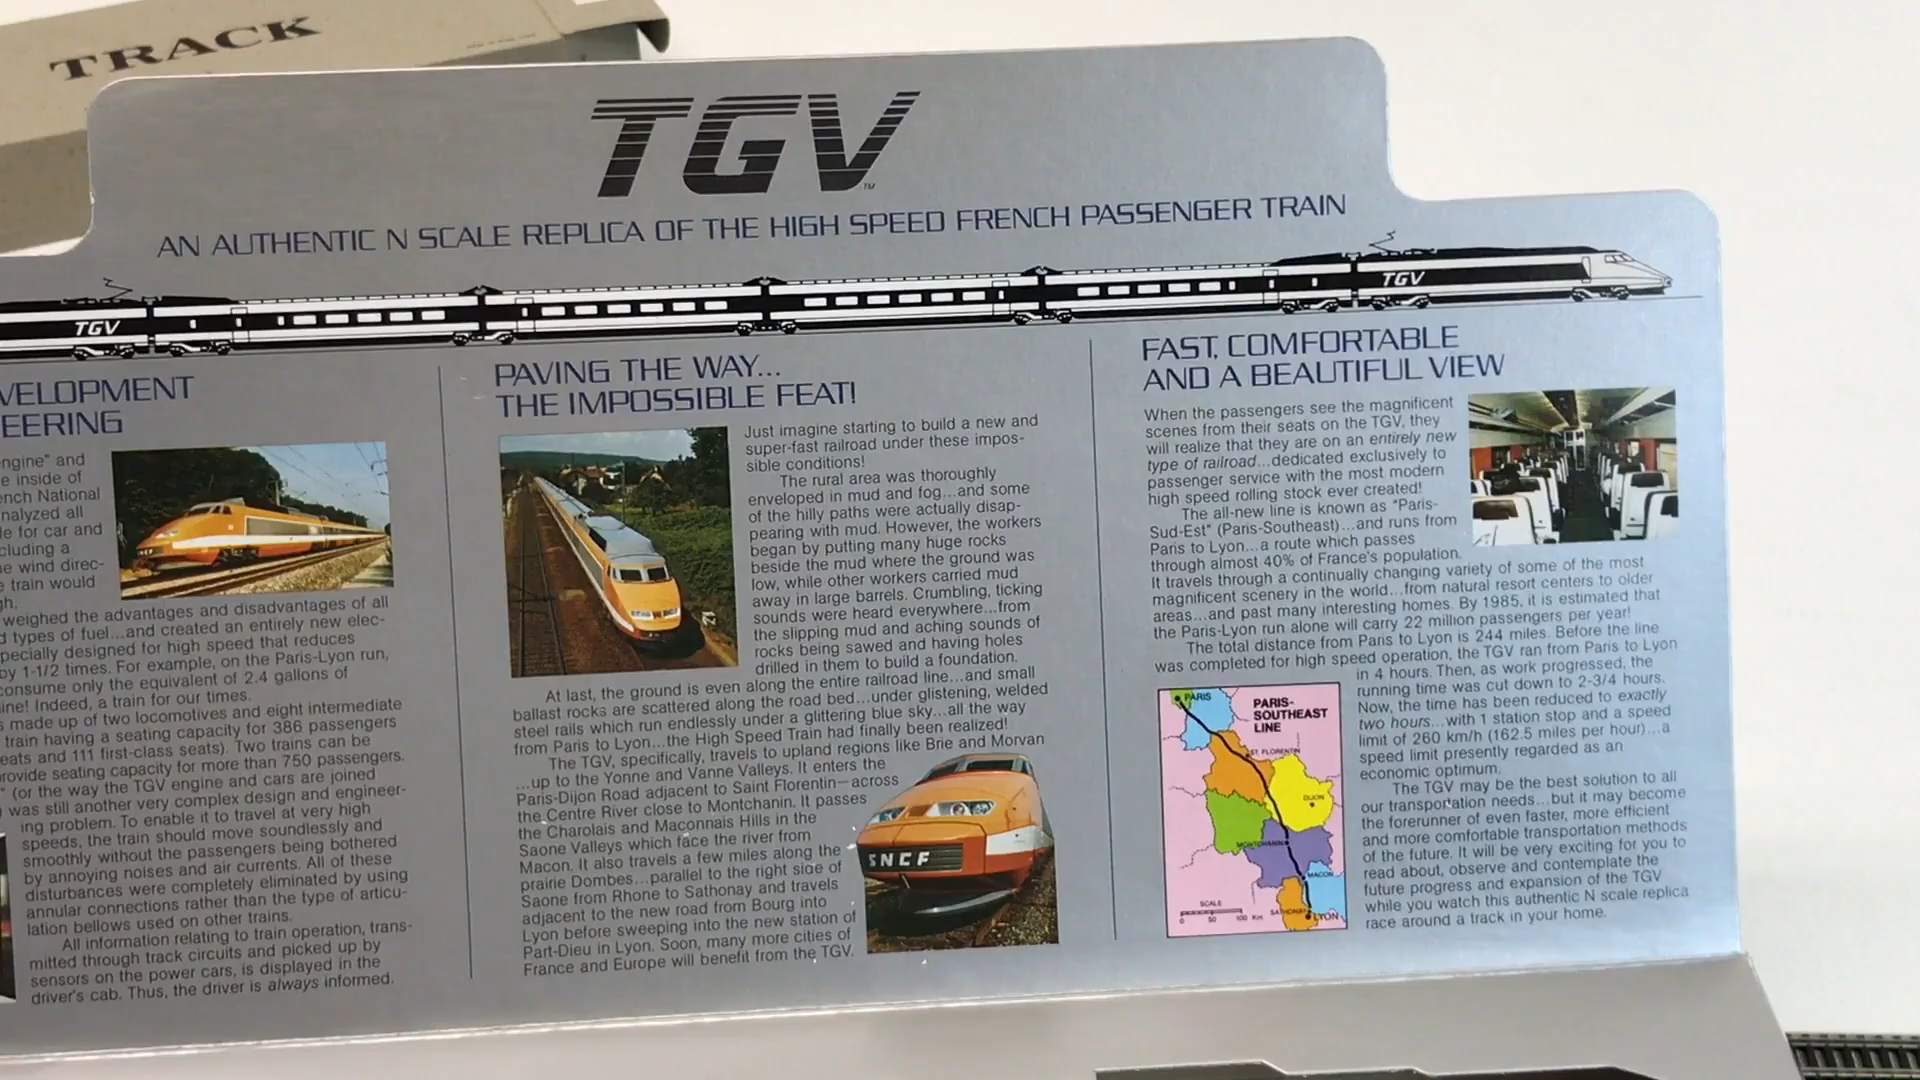 TRACK
TGV
TM
AN AUTHENTIC N SCALE REPLICA OF THE HIGH SPEED FRENCH PASSENGER TRAIN
TGV
TGV
VELOPMENT
EERING
engine" and
e inside of
ench National
nalyzed all
le for car and
cluding a
e wind direc-
e train would
gh.
weighed the advantages and disadvantages of all
d types of fuel...and created an entirely new elec-
pecially designed for high speed that reduces
by 1-1/2 times. For example, on the Paris-Lyon run,
consume only the equivalent of 2.4 gallons of
ine! Indeed, a train for our times.
s made up of two locomotives and eight intermediate
train having a seating capacity for 386 passengers
eats and 111 first-class seats). Two trains can be
rovide seating capacity for more than 750 passengers.
" (or the way the TGV engine and cars are joined
) was still another very complex design and engineer-
ing problem. To enable it to travel at very high
speeds, the train should move soundlessly and
smoothly without the passengers being bothered
by annoying noises and air currents. All of these
disturbances were completely eliminated by using
annular connections rather than the type of articu-
lation bellows used on other trains.
All information relating to train operation, trans-
mitted through track circuits and picked up by
sensors on the power cars, is displayed in the
driver's cab. Thus, the driver is always informed.
PAVING THE WAY...
THE IMPOSSIBLE FEAT!
Just imagine starting to build a new and
super-fast railroad under these impos-
sible conditions!
The rural area was thoroughly
enveloped in mud and fog...and some
of the hilly paths were actually disap-
pearing with mud. However, the workers
began by putting many huge rocks
beside the mud where the ground was
low, while other workers carried mud
away in large barrels. Crumbling, ticking
sounds were heard everywhere...from
the slipping mud and aching sounds of
rocks being sawed and having holes
drilled in them to build a foundation.
At last, the ground is even along the entire railroad line...and small
ballast rocks are scattered along the road bed...under glistening, welded
steel rails which run endlessly under a glittering blue sky...all the way
from Paris to Lyon...the High Speed Train had finally been realized!
The TGV, specifically, travels to upland regions like Brie and Morvan
...up to the Yonne and Vanne Valleys. It enters the
Paris-Dijon Road adjacent to Saint Florentin—across
the Centre River close to Montchanin. It passes
the Charolais and Maconnais Hills in the
Saone Valleys which face the river from
Macon. It also travels a few miles along the
prairie Dombes...parallel to the right side of
Saone from Rhone to Sathonay and travels
adjacent to the new road from Bourg into
Lyon before sweeping into the new station of
Part-Dieu in Lyon. Soon, many more cities of
France and Europe will benefit from the TGV.
SNCF
FAST, COMFORTABLE
AND A BEAUTIFUL VIEW
When the passengers see the magnificent
scenes from their seats on the TGV, they
will realize that they are on an entirely new
type of railroad...dedicated exclusively to
passenger service with the most modern
high speed rolling stock ever created!
The all-new line is known as "Paris-
Sud-Est" (Paris-Southeast)...and runs from
Paris to Lyon...a route which passes
through almost 40% of France's population.
It travels through a continually changing variety of some of the most
magnificent scenery in the world...from natural resort centers to older
areas...and past many interesting homes. By 1985, it is estimated that
the Paris-Lyon run alone will carry 22 million passengers per year!
The total distance from Paris to Lyon is 244 miles. Before the line
was completed for high speed operation, the TGV ran from Paris to Lyon
in 4 hours. Then, as work progressed, the
running time was cut down to 2-3/4 hours.
Now, the time has been reduced to exactly
two hours...with 1 station stop and a speed
limit of 260 km/h (162.5 miles per hour)...a
speed limit presently regarded as an
economic optimum.
The TGV may be the best solution to all
our transportation needs...but it may become
the forerunner of even faster, more efficient
and more comfortable transportation methods
of the future. It will be very exciting for you to
read about, observe and contemplate the
future progress and expansion of the TGV
while you watch this authentic N scale replica
race around a track in your home.
PARIS
PARIS-
SOUTHEAST
LINE
ST. FLORENTIN
DIJON
MONTCHANIN
MACON
SATHONAY
LYON
SCALE
0 50 100 Km